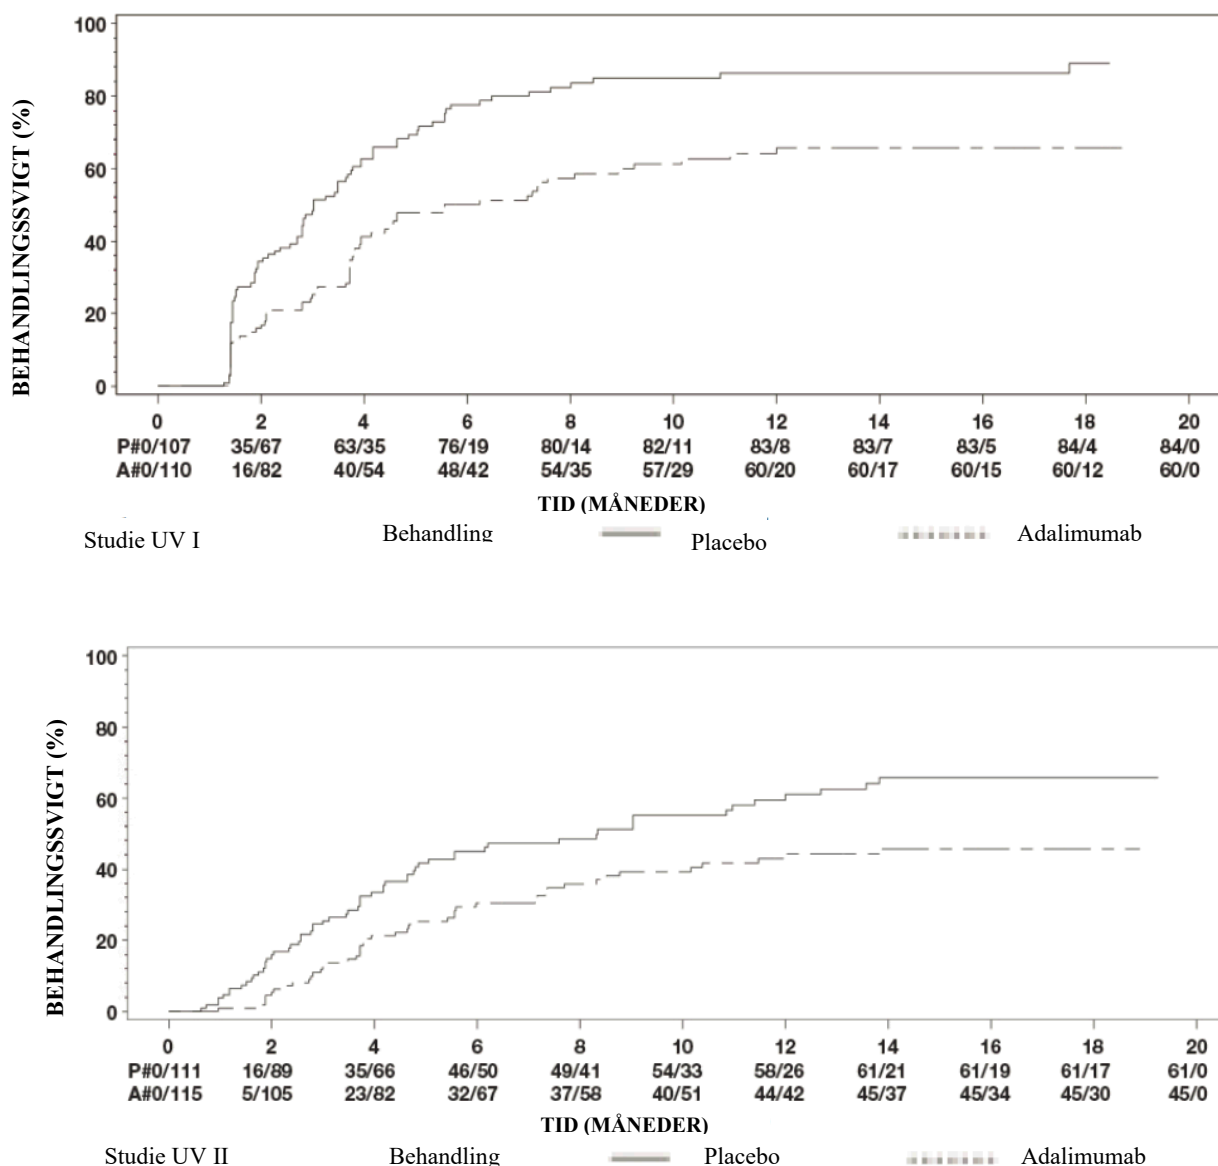 BEHANDLINGSSVIGT (%)
100
80
60
40
20
0
0 2 4 6 8 10 12 14 16 18 20
P#0/107 35/67 63/35 76/19 80/14 82/11 83/8 83/7 83/5 84/4 84/0
A#0/110 16/82 40/54 48/42 54/35 57/29 60/20 60/17 60/15 60/12 60/0
TID (MÅNEDER)
Studie UV I Behandling Placebo Adalimumab
BEHANDLINGSSVIGT (%)
100
80
60
40
20
0
0 2 4 6 8 10 12 14 16 18 20
P#0/111 16/89 35/66 46/50 49/41 54/33 58/26 61/21 61/19 61/17 61/0
A#0/115 5/105 23/82 32/67 37/58 40/51 44/42 45/37 45/34 45/30 45/0
TID (MÅNEDER)
Studie UV II Behandling Placebo Adalimumab